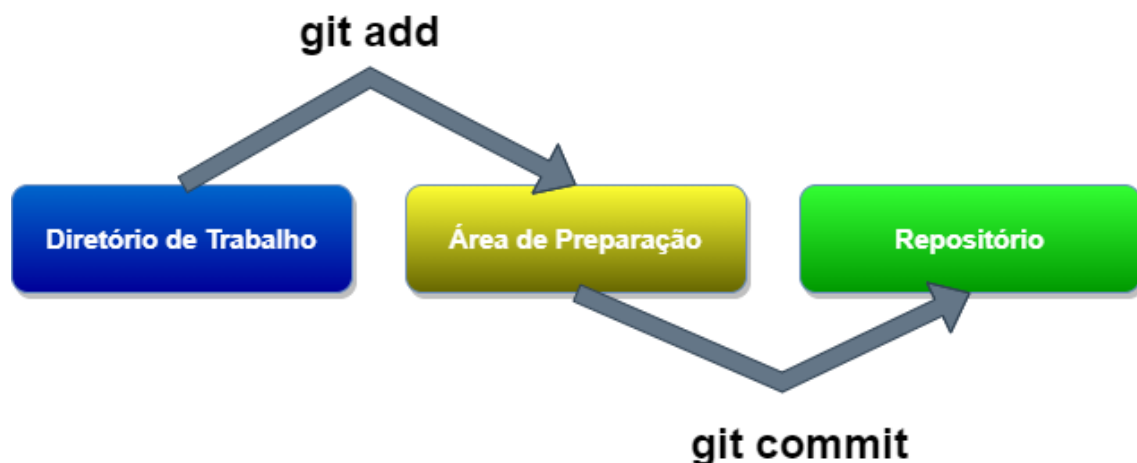 git add
Diretório de Trabalho
Área de Preparação
Repositório
git commit